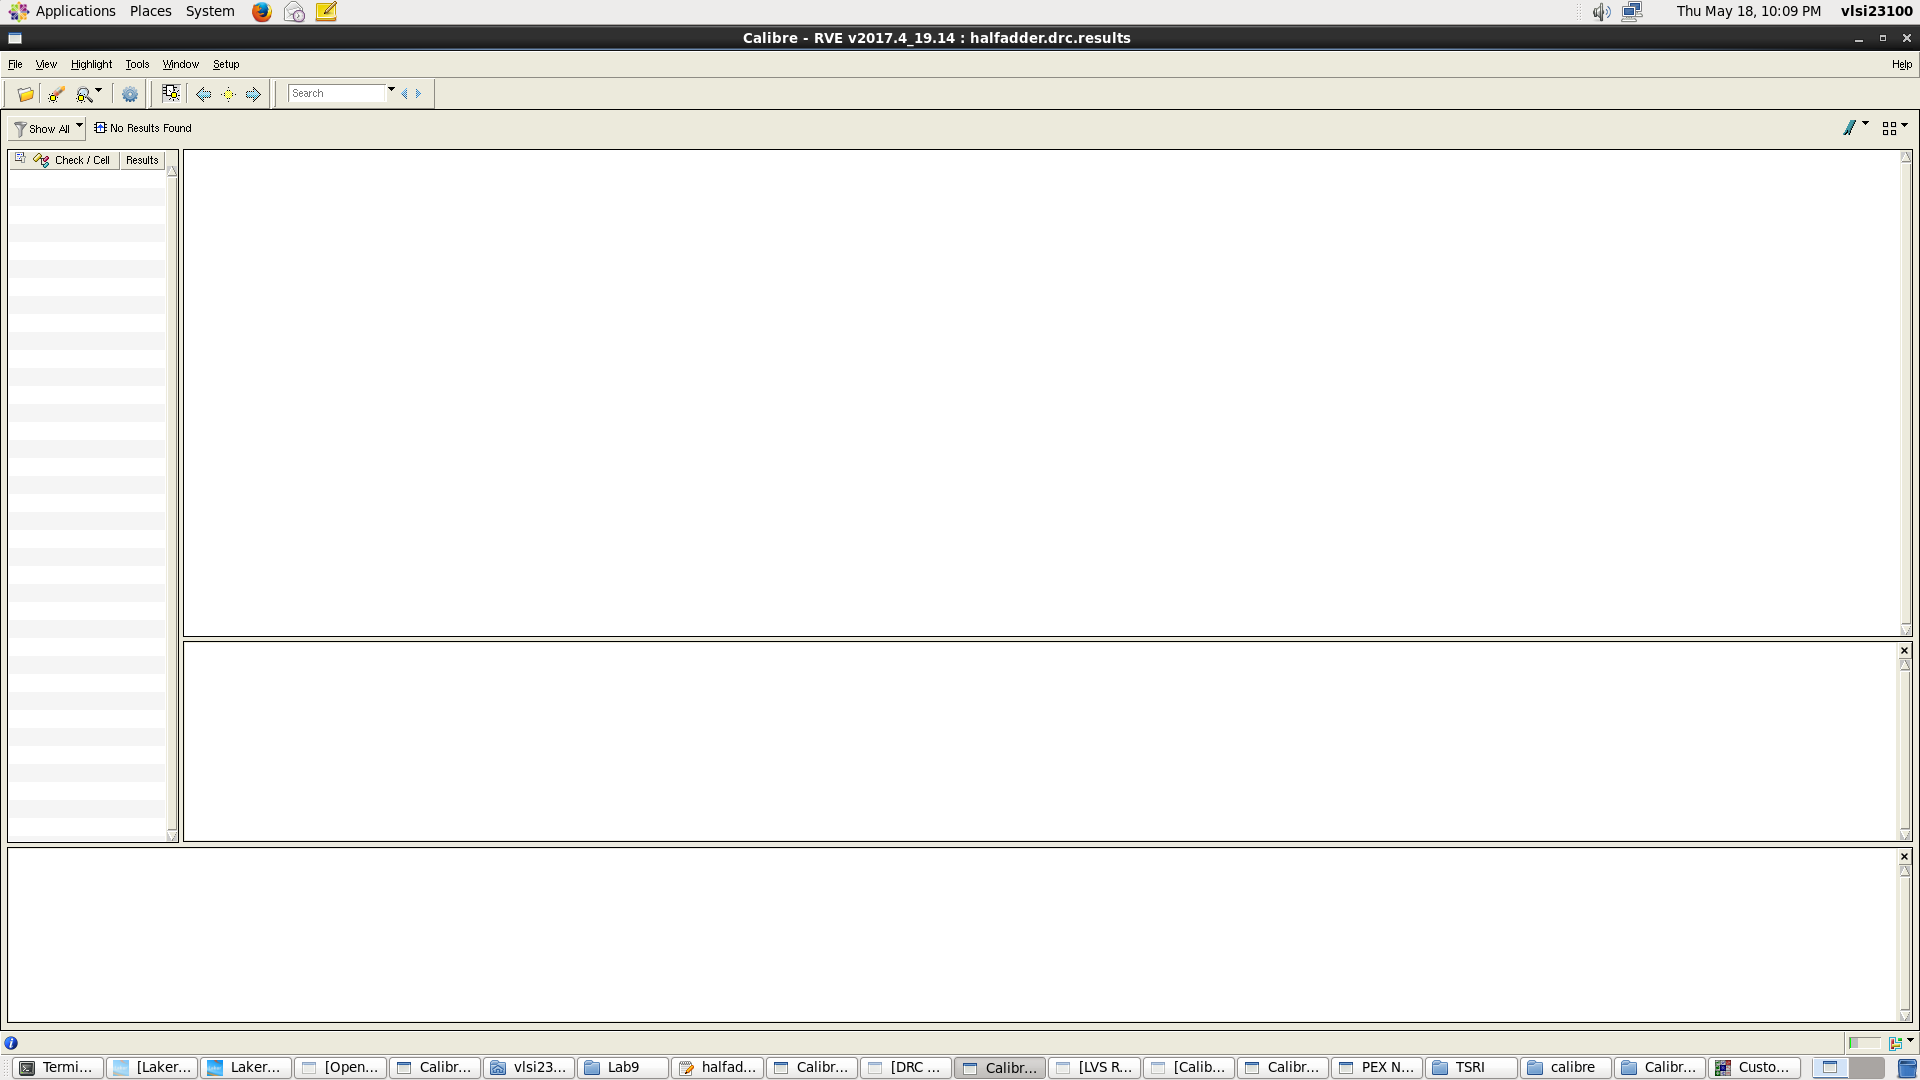 Applications Places System Thu May 18, 10:09 PM vlsi23100
Calibre - RVE v2017.4_19.14 : halfadder.drc.results
File View Highlight Tools Window Setup Help
Search
Show All No Results Found
Check / Cell Results
Termi... [Laker... Laker... [Open... Calibr... vlsi23... Lab9 halfad... Calibr... [DRC ... Calibr... [LVS R... [Calib... Calibr... PEX N... TSRI calibre Calibr... Custo...